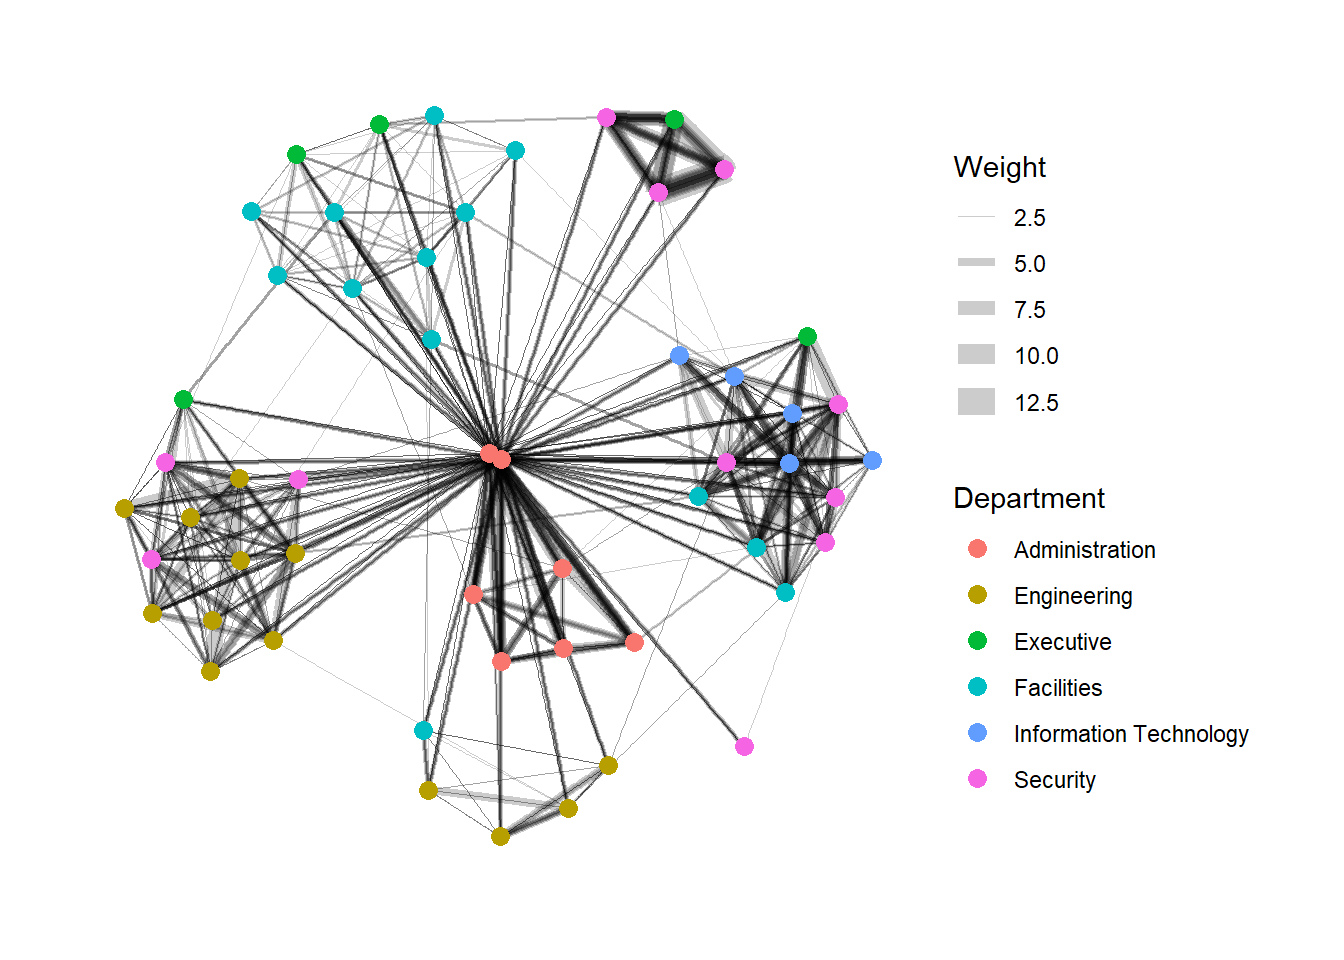 Weight
2.5
5.0
7.5
10.0
12.5
Department
Administration
Engineering
Executive
Facilities
Information Technology
Security